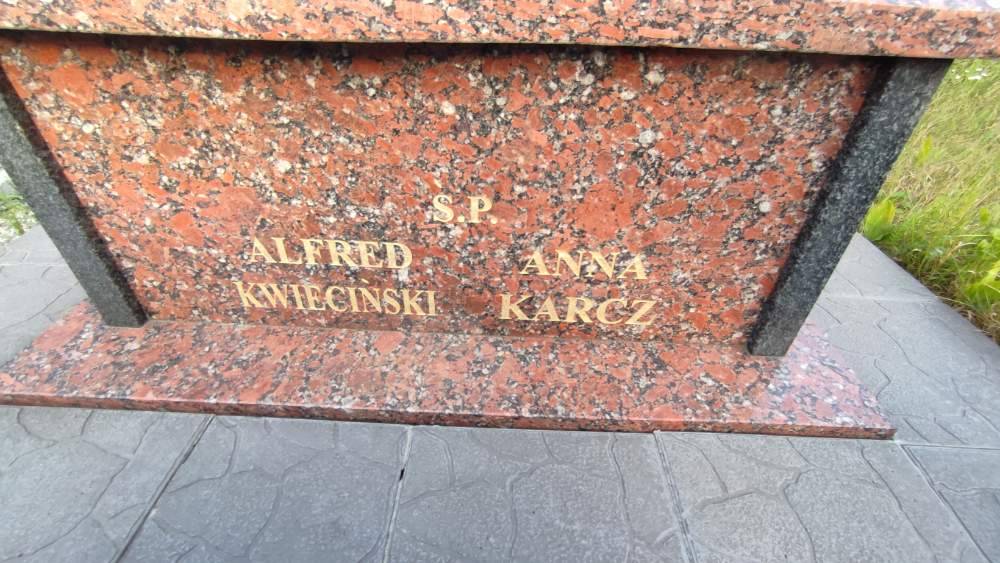 S.P.
ALFRED ANNA
KWIECIŃSKI KARCZ